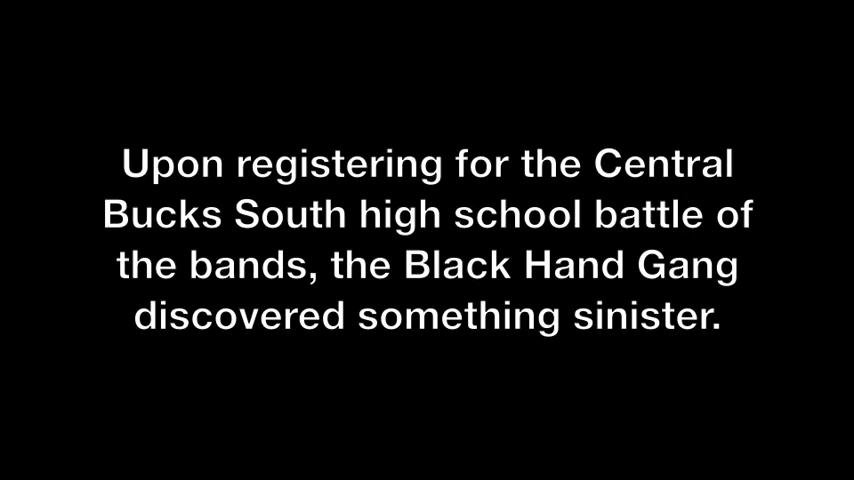 Upon registering for the Central
Bucks South high school battle of
the bands, the Black Hand Gang
discovered something sinister.